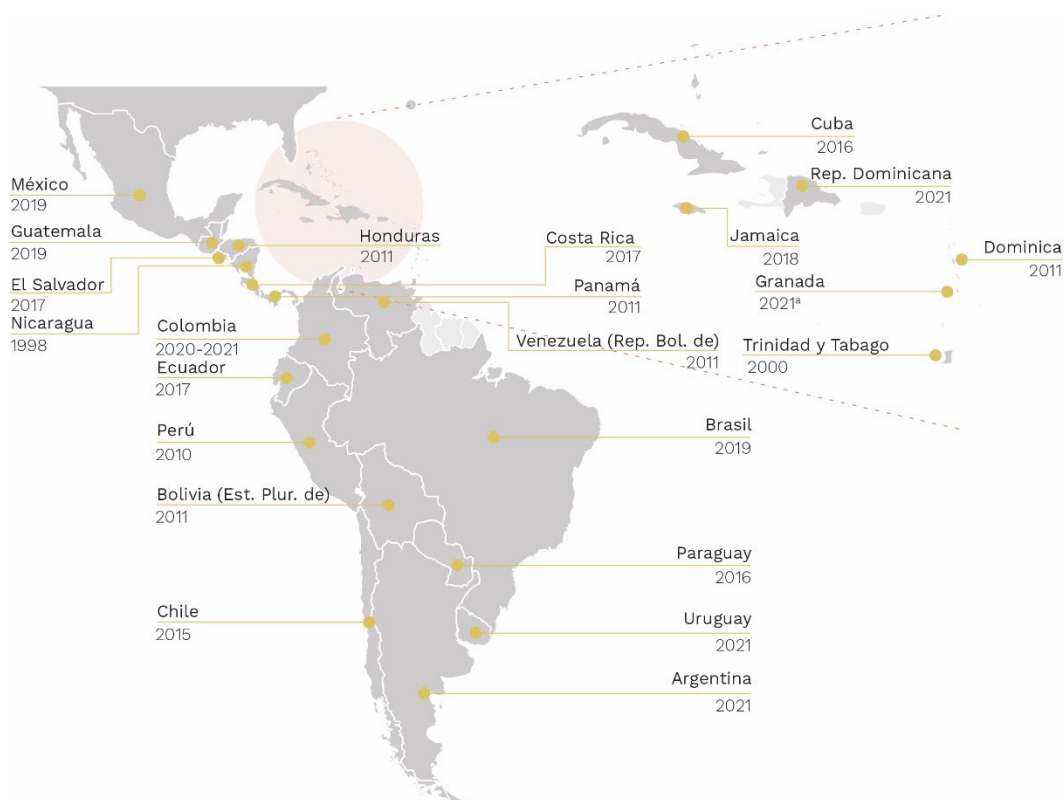 México
2019
Guatemala
2019
El Salvador
2017
Nicaragua
1998
Honduras
2011
Costa Rica
2017
Panamá
2011
Venezuela (Rep. Bol. de)
2011
Colombia
2020-2021
Ecuador
2017
Perú
2010
Bolivia (Est. Plur. de)
2011
Chile
2015
Cuba
2016
Rep. Dominicana
2021
Jamaica
2018
Dominica
2011
Granada
2021ª
Trinidad y Tabago
2000
Brasil
2019
Paraguay
2016
Uruguay
2021
Argentina
2021